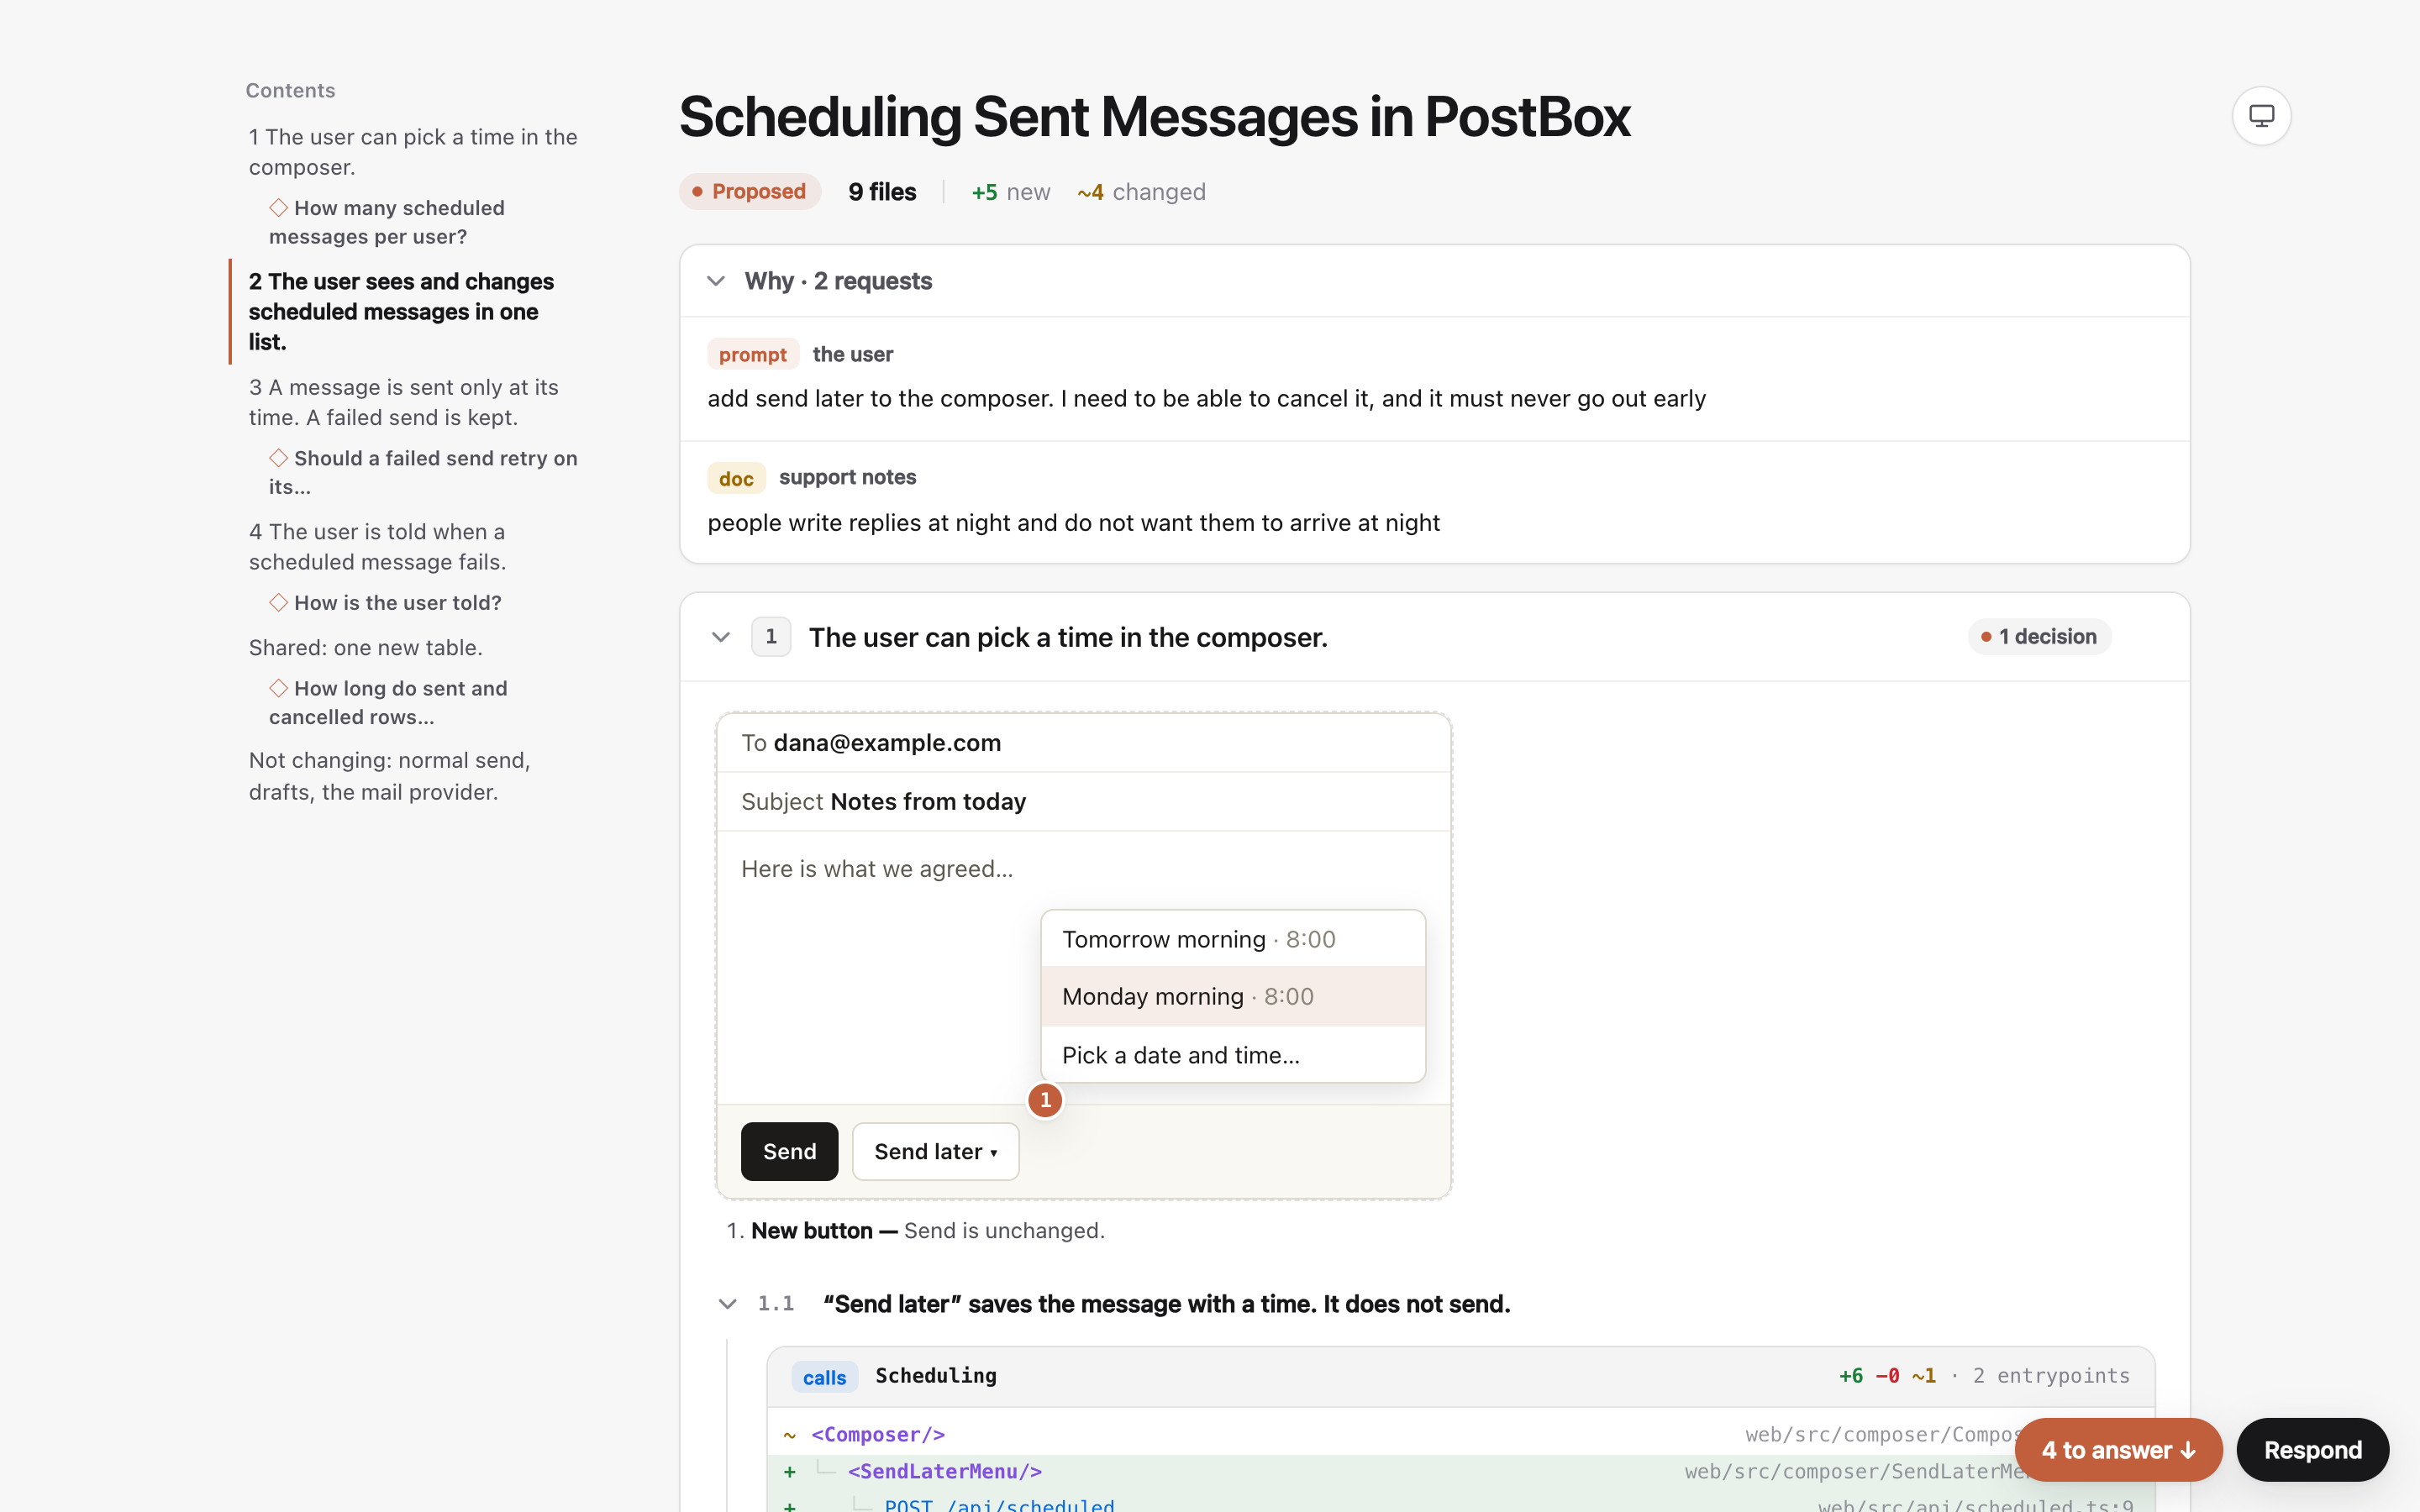 Contents
1 The user can pick a time in the
composer.
◇ How many scheduled
messages per user?
2 The user sees and changes
scheduled messages in one
list.
3 A message is sent only at its
time. A failed send is kept.
◇ Should a failed send retry on
its...
4 The user is told when a
scheduled message fails.
◇ How is the user told?
Shared: one new table.
◇ How long do sent and
cancelled rows...
Not changing: normal send,
drafts, the mail provider.
Scheduling Sent Messages in PostBox
Proposed 9 files +5 new ~4 changed
Why · 2 requests
prompt the user
add send later to the composer. I need to be able to cancel it, and it must never go out early
doc support notes
people write replies at night and do not want them to arrive at night
1 The user can pick a time in the composer. 1 decision
To dana@example.com
Subject Notes from today
Here is what we agreed...
Tomorrow morning · 8:00
Monday morning · 8:00
Pick a date and time...
1
Send Send later ▾
1. New button — Send is unchanged.
1.1 “Send later” saves the message with a time. It does not send.
calls Scheduling +6 −0 ~1 · 2 entrypoints
~ <Composer/> web/src/composer/Compos
+ <SendLaterMenu/> web/src/composer/SendLaterMe
+ POST /api/scheduled web/src/api/scheduled.ts:9
4 to answer ↓ Respond